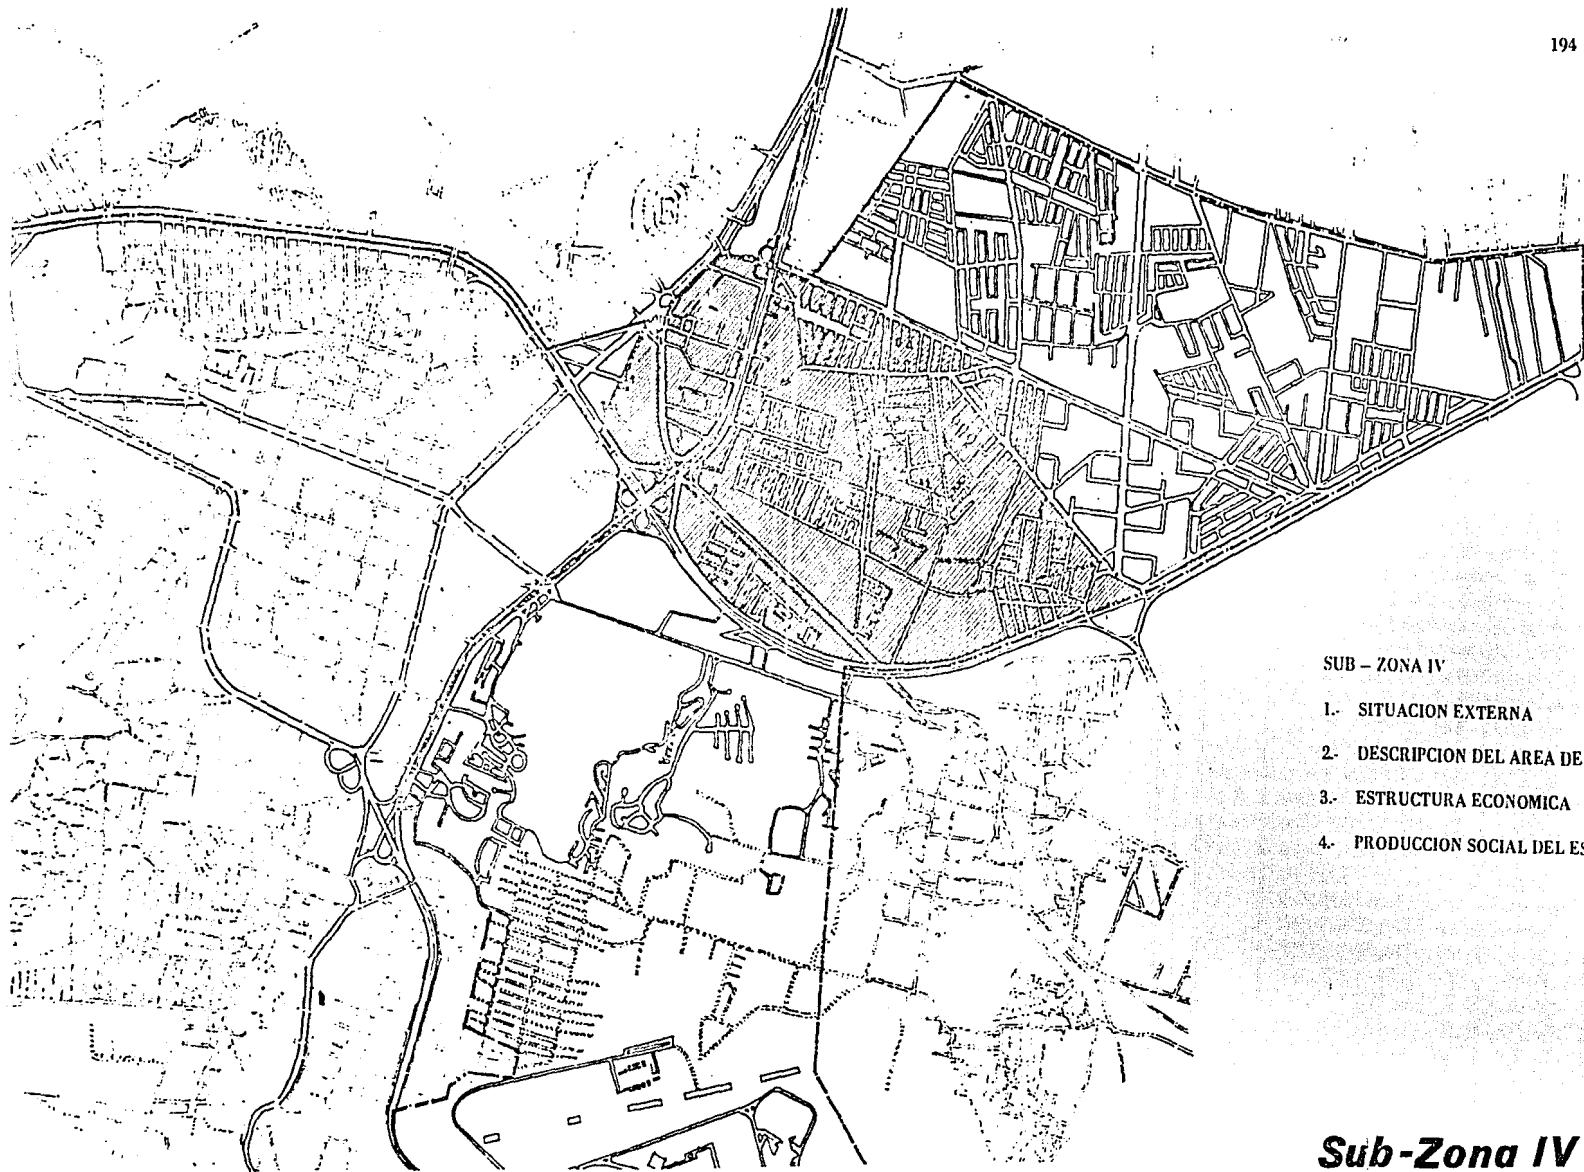 194
SUB – ZONA IV
1.- SITUACION EXTERNA
2.- DESCRIPCION DEL AREA DE
3.- ESTRUCTURA ECONOMICA
4.- PRODUCCION SOCIAL DEL ES
Sub-Zona IV